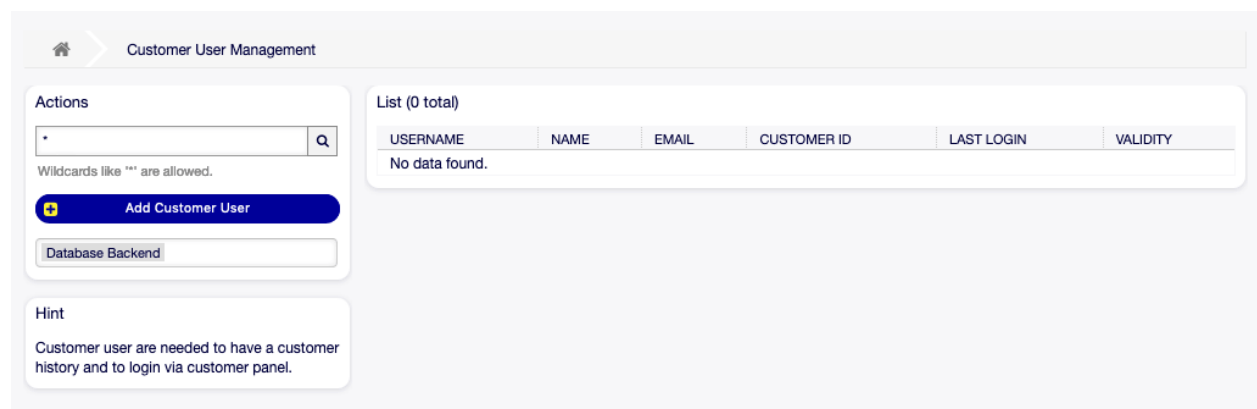 Customer User Management
Actions
*
Wildcards like "*" are allowed.
Add Customer User
Database Backend
Hint
Customer user are needed to have a customer
history and to login via customer panel.
List (0 total)
USERNAME NAME EMAIL CUSTOMER ID LAST LOGIN VALIDITY
No data found.